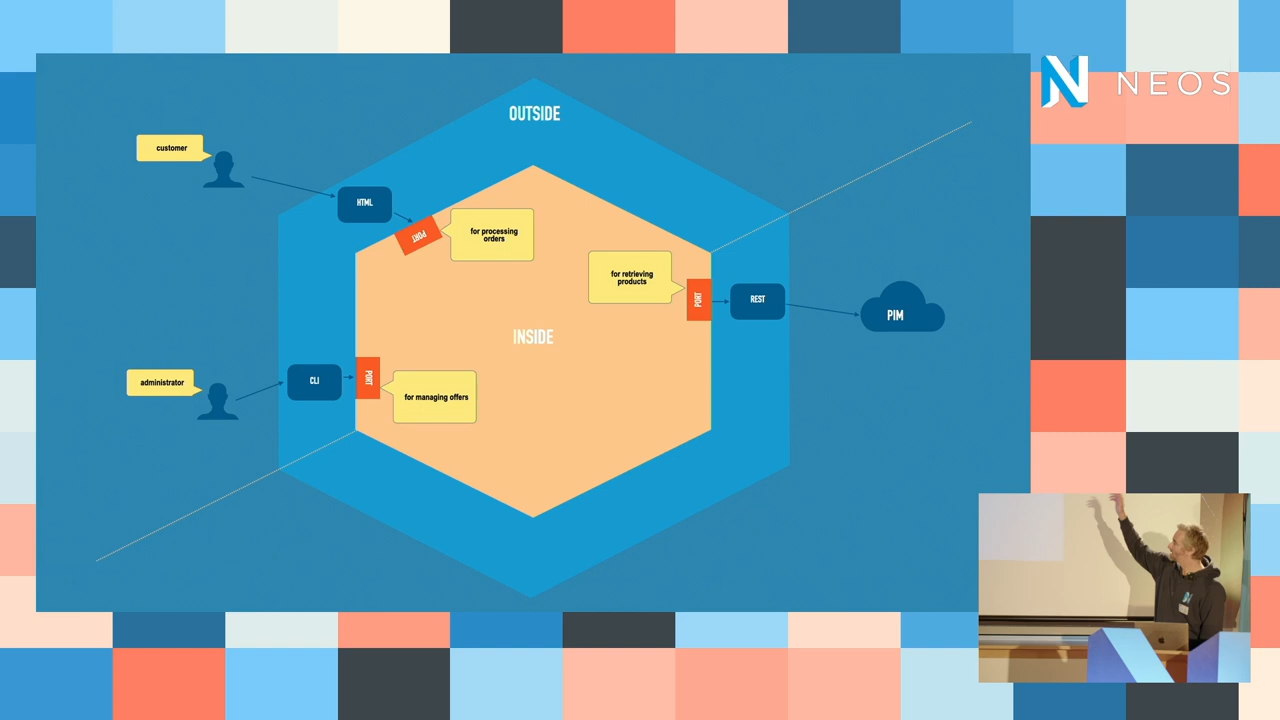 NEOS
OUTSIDE
customer
HTML
PORT
for processing
orders
for retrieving
products
PORT
REST
PIM
INSIDE
administrator
CLI
PORT
for managing offers